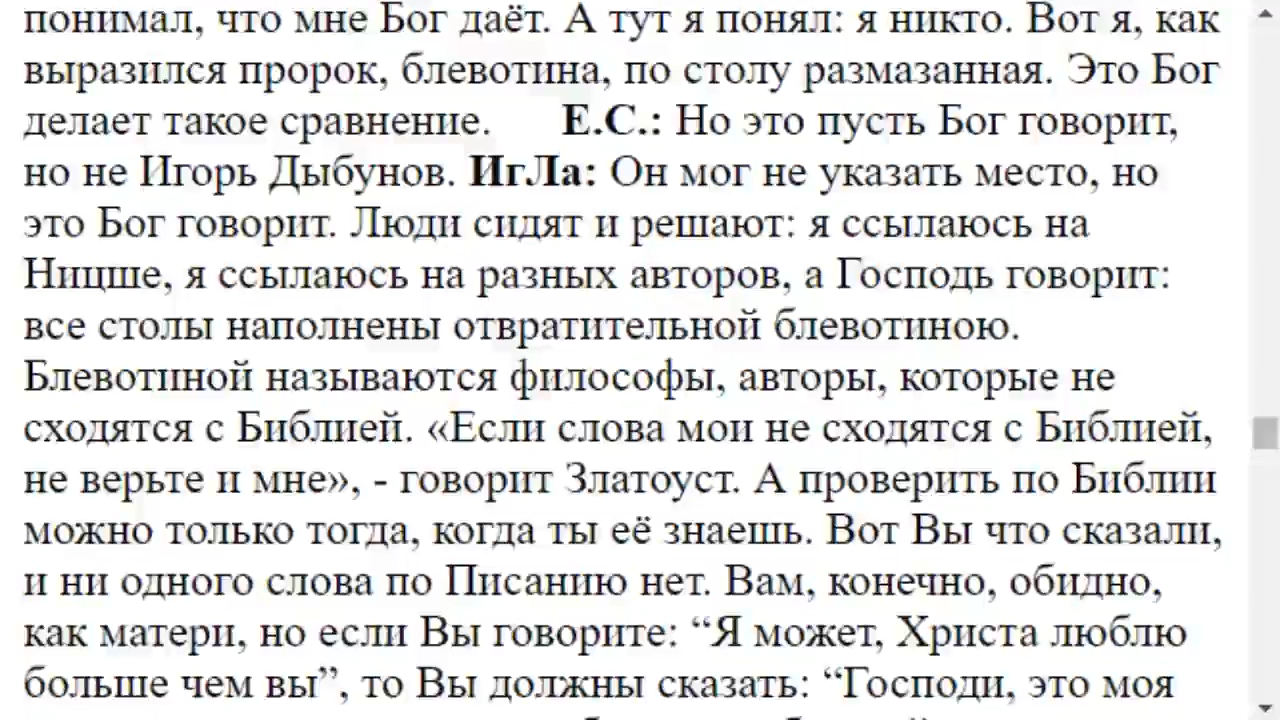 понимал, что мне Бог даёт. А тут я понял: я никто. Вот я, как
выразился пророк, блевотина, по столу размазанная. Это Бог
делает такое сравнение. Е.С.: Но это пусть Бог говорит,
но не Игорь Дыбунов. ИгЛа: Он мог не указать место, но
это Бог говорит. Люди сидят и решают: я ссылаюсь на
Ницше, я ссылаюсь на разных авторов, а Господь говорит:
все столы наполнены отвратительной блевотиною.
Блевотиной называются философы, авторы, которые не
сходятся с Библией. «Если слова мои не сходятся с Библией,
не верьте и мне», - говорит Златоуст. А проверить по Библии
можно только тогда, когда ты её знаешь. Вот Вы что сказали,
и ни одного слова по Писанию нет. Вам, конечно, обидно,
как матери, но если Вы говорите: “Я может, Христа люблю
больше чем вы”, то Вы должны сказать: “Господи, это моя